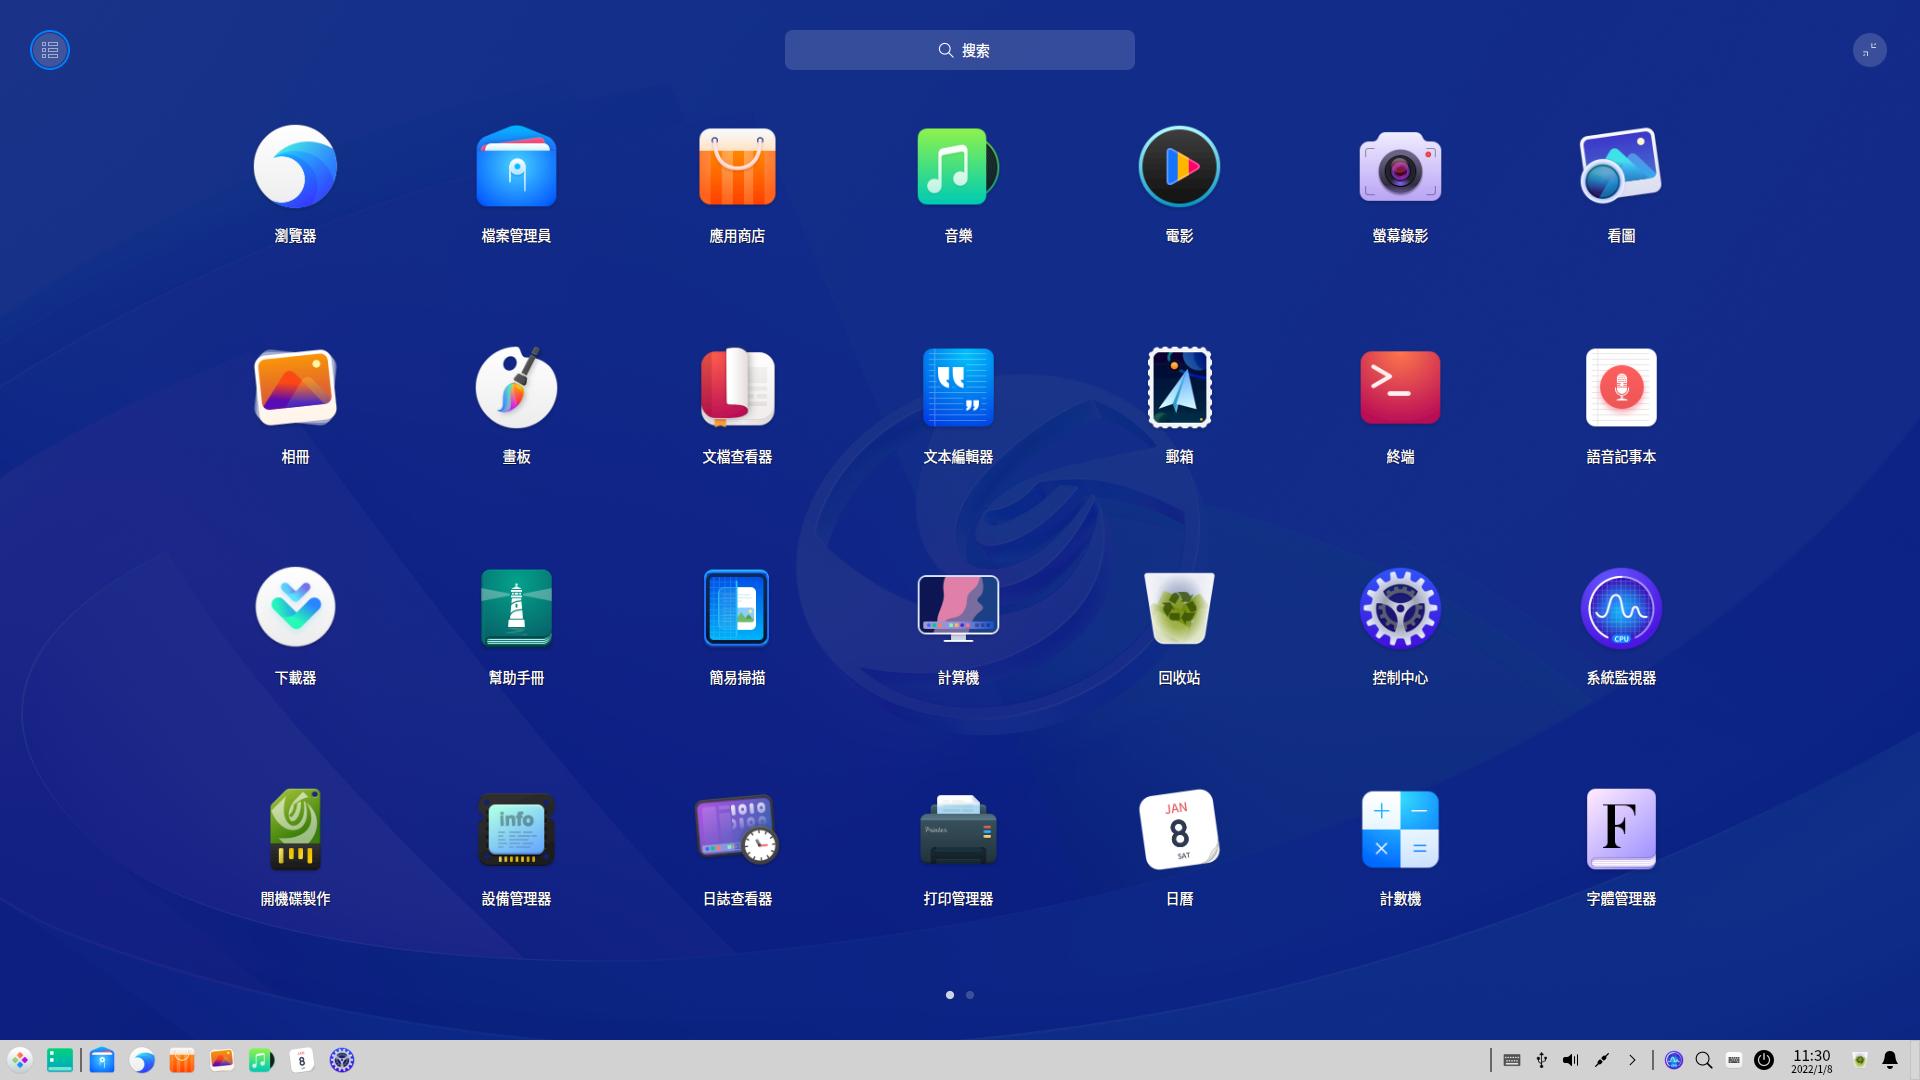 搜索
瀏覽器
檔案管理員
應用商店
音樂
電影
螢幕錄影
看圖
相冊
畫板
文檔查看器
文本編輯器
郵箱
終端
語音記事本
CPU
下載器
幫助手冊
簡易掃描
計算機
回收站
控制中心
系統監視器
info
1010
Printer
JAN
8
SAT
F
開機碟製作
設備管理器
日誌查看器
打印管理器
日曆
計數機
字體管理器
8
11:30
2022/1/8